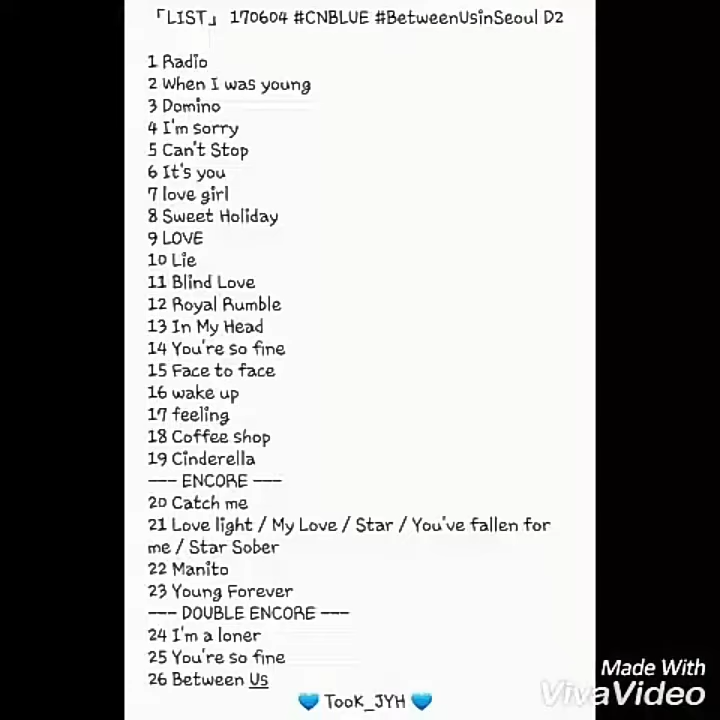 「LIST」 170604 #CNBLUE #BetweenUsinSeoul D2
1 Radio
2 When I was young
3 Domino
4 I'm sorry
5 Can't Stop
6 It's you
7 love girl
8 Sweet Holiday
9 LOVE
10 Lie
11 Blind Love
12 Royal Rumble
13 In My Head
14 You're so fine
15 Face to face
16 wake up
17 feeling
18 Coffee shop
19 Cinderella
--- ENCORE ---
20 Catch me
21 Love light / My Love / Star / You've fallen for
me / Star Sober
22 Manito
23 Young Forever
--- DOUBLE ENCORE ---
24 I'm a loner
25 You're so fine
26 Between Us
💙 TooK_JYH 💙
Made With
VivaVideo